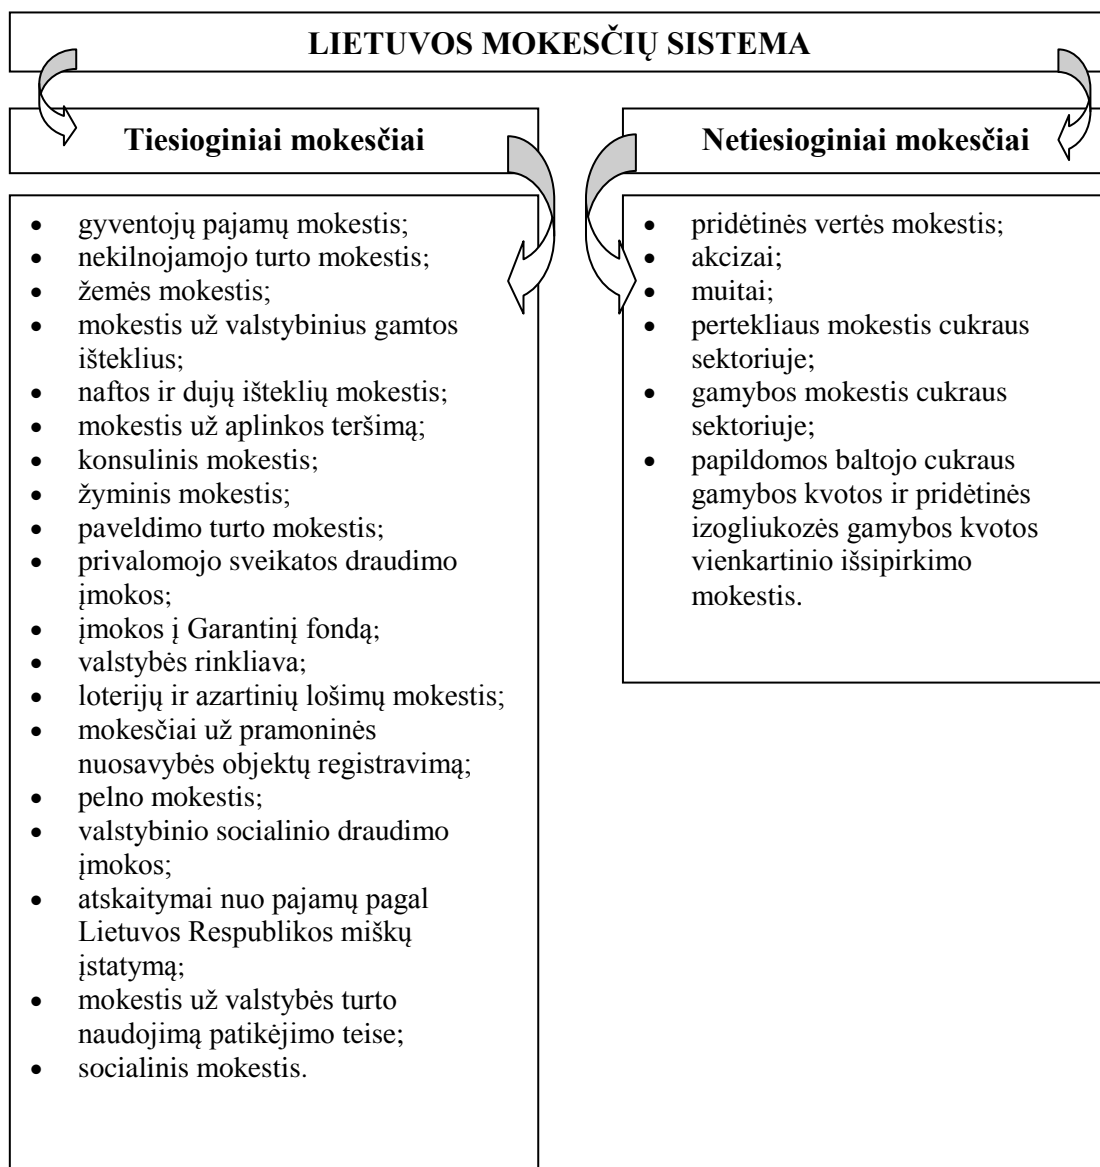 LIETUVOS MOKESČIŲ SISTEMA
Tiesioginiai mokesčiai
• gyventojų pajamų mokestis;
• nekilnojamojo turto mokestis;
• žemės mokestis;
• mokestis už valstybinius gamtos
išteklius;
• naftos ir dujų išteklių mokestis;
• mokestis už aplinkos teršimą;
• konsulinis mokestis;
• žyminis mokestis;
• paveldimo turto mokestis;
• privalomojo sveikatos draudimo
įmokos;
• įmokos į Garantinį fondą;
• valstybės rinkliava;
• loterijų ir azartinių lošimų mokestis;
• mokesčiai už pramoninės
nuosavybės objektų registravimą;
• pelno mokestis;
• valstybinio socialinio draudimo
įmokos;
• atskaitymai nuo pajamų pagal
Lietuvos Respublikos miškų
įstatymą;
• mokestis už valstybės turto
naudojimą patikėjimo teise;
• socialinis mokestis.
Netiesioginiai mokesčiai
• pridėtinės vertės mokestis;
• akcizai;
• muitai;
• pertekliaus mokestis cukraus
sektoriuje;
• gamybos mokestis cukraus
sektoriuje;
• papildomos baltojo cukraus
gamybos kvotos ir pridėtinės
izogliukozės gamybos kvotos
vienkartinio išsipirkimo
mokestis.